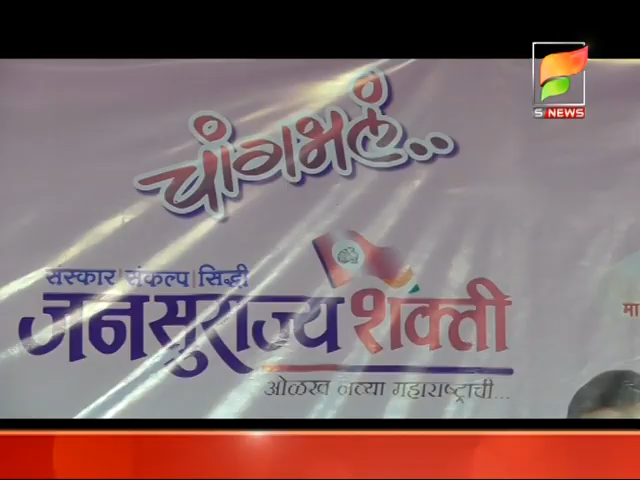 S NEWS
चांगभलं..
संस्कार | संकल्प | सिद्धी
जनसुराज्य शक्ती
मा
ओळख नव्या महाराष्ट्राची...